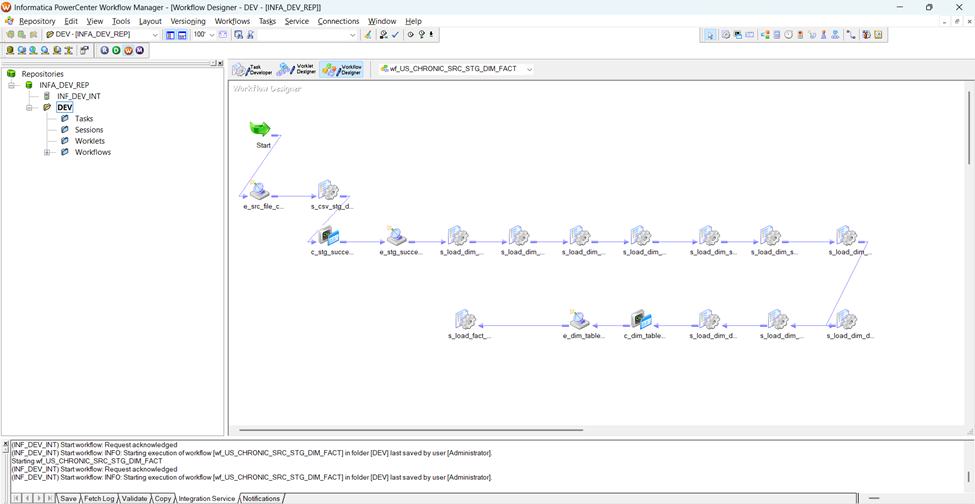 Informatica PowerCenter Workflow Manager - [Workflow Designer - DEV - [INFA_DEV_REP]]
Repository Edit View Tools Layout Versioning Workflows Tasks Service Connections Window Help
DEV - [INFA_DEV_REP] 100%
R D W M
Repositories
INFA_DEV_REP
INF_DEV_INT
DEV
Tasks
Sessions
Worklets
Workflows
Task Developer Worklet Designer Workflow Designer wf_US_CHRONIC_SRC_STG_DIM_FACT
Workflow Designer
Start
e_src_file_c... s_csv_stg_d...
c_stg_succe... e_stg_succe... s_load_dim_... s_load_dim_... s_load_dim_... s_load_dim_... s_load_dim_s... s_load_dim_s... s_load_dim_...
s_load_fact_... e_dim_table... c_dim_table... s_load_dim_d... s_load_dim_... s_load_dim_d...
(INF_DEV_INT) Start workflow: Request acknowledged
(INF_DEV_INT) Start workflow: INFO: Starting execution of workflow [wf_US_CHRONIC_SRC_STG_DIM_FACT] in folder [DEV] last saved by user [Administrator].
Starting wf_US_CHRONIC_SRC_STG_DIM_FACT
(INF_DEV_INT) Start workflow: Request acknowledged
(INF_DEV_INT) Start workflow: INFO: Starting execution of workflow [wf_US_CHRONIC_SRC_STG_DIM_FACT] in folder [DEV] last saved by user [Administrator].
Save Fetch Log Validate Copy Integration Service Notifications